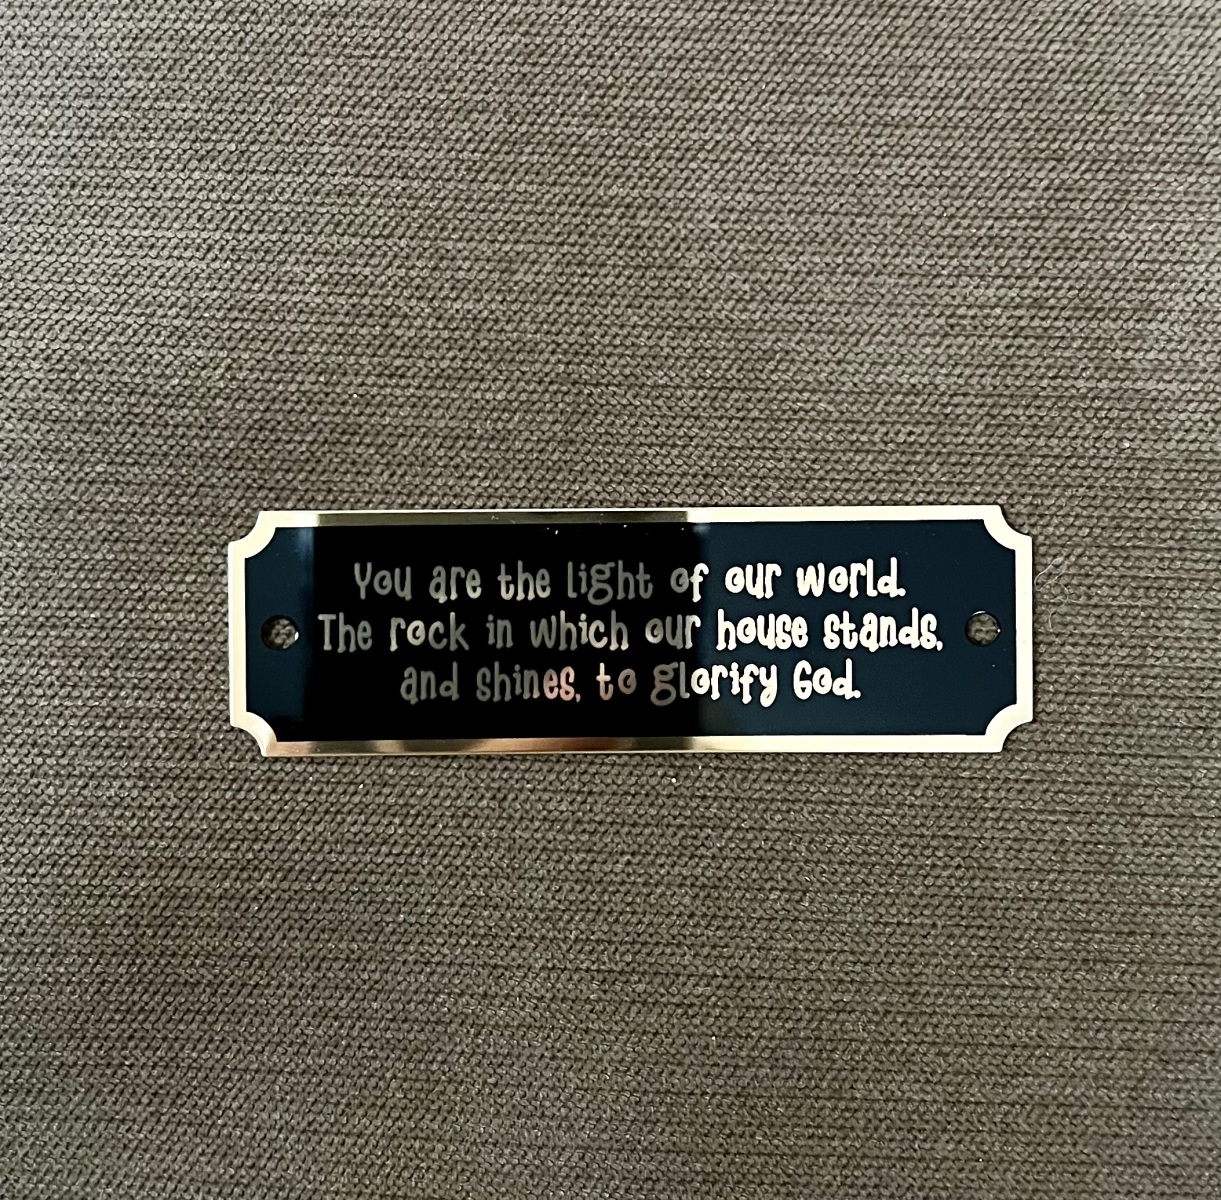 You are the light of our world.
The rock in which our house stands,
and shines, to glorify God.